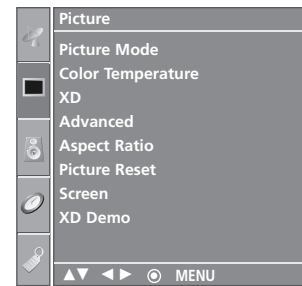 Picture
Picture Mode
Color Temperature
XD
Advanced
Aspect Ratio
Picture Reset
Screen
XD Demo
▲▼ ◄► ⦿ MENU